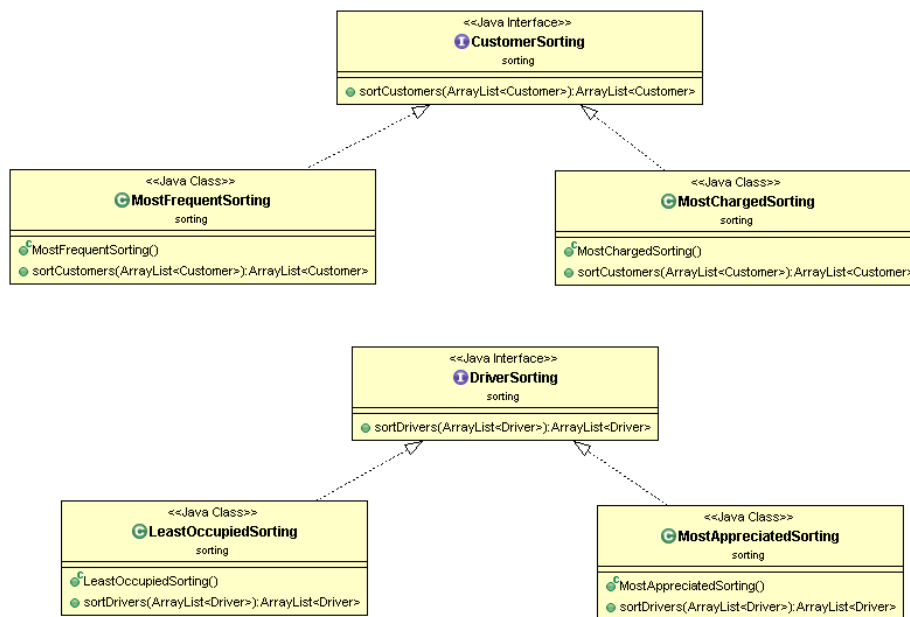 <<Java Interface>>
CustomerSorting
sorting
sortCustomers(ArrayList<Customer>):ArrayList<Customer>
<<Java Class>>
MostFrequentSorting
sorting
MostFrequentSorting()
sortCustomers(ArrayList<Customer>):ArrayList<Customer>
<<Java Class>>
MostChargedSorting
sorting
MostChargedSorting()
sortCustomers(ArrayList<Customer>):ArrayList<Customer>
<<Java Interface>>
DriverSorting
sorting
sortDrivers(ArrayList<Driver>):ArrayList<Driver>
<<Java Class>>
LeastOccupiedSorting
sorting
LeastOccupiedSorting()
sortDrivers(ArrayList<Driver>):ArrayList<Driver>
<<Java Class>>
MostAppreciatedSorting
sorting
MostAppreciatedSorting()
sortDrivers(ArrayList<Driver>):ArrayList<Driver>